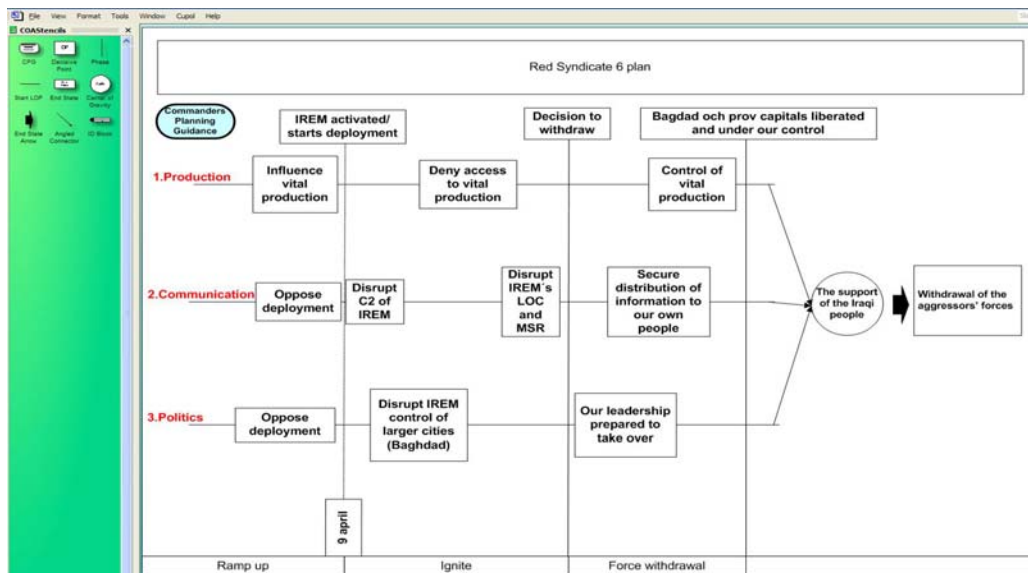 File View Format Tools Window Cupol Help
COAStencils
CPG
Decisive
Point
Phase
Start LOP
End State
Center of
Gravity
End State
Arrow
Angled
Connector
Red Syndicate 6 plan
Commanders
Planning
Guidance
IREM activated/
starts deployment
Decision to
withdraw
Bagdad och prov capitals liberated
and under our control
1.Production
Influence
vital
production
Deny access
to vital
production
Control of
vital
production
2.Communication
Oppose
deployment
Disrupt
C2 of
IREM
Disrupt
IREM´s
LOC
and
MSR
Secure
distribution of
information to
our own
people
The support
of the Iraqi
people
Withdrawal of the
aggressors' forces
3.Politics
Oppose
deployment
Disrupt IREM
control of
larger cities
(Baghdad)
Our leadership
prepared to
take over
9 april
Ramp up
Ignite
Force withdrawal